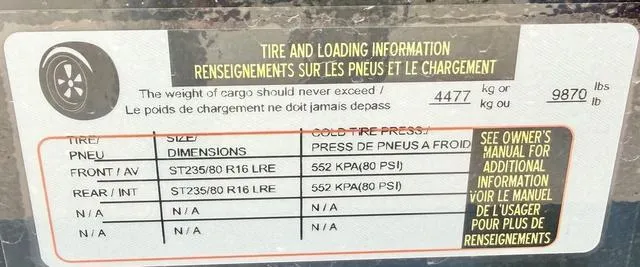 TIRE AND LOADING INFORMATION
RENSEIGNEMENTS SUR LES PNEUS ET LE CHARGEMENT
The weight of cargo should never exceed / 4477 kg or 9870 lbs
Le poids de chargement ne doit jamais depass kg ou lb
TIRE/ SIZE/ COLD TIRE PRESS./
PNEU DIMENSIONS PRESS DE PNEUS A FROID
FRONT / AV ST235/80 R16 LRE 552 KPA(80 PSI)
REAR / INT ST235/80 R16 LRE 552 KPA(80 PSI)
N / A N / A N / A
N / A N / A N / A
SEE OWNER'S
MANUAL FOR
ADDITIONAL
INFORMATION
VOIR LE MANUEL
DE L'USAGER
POUR PLUS DE
RENSEIGNEMENTS